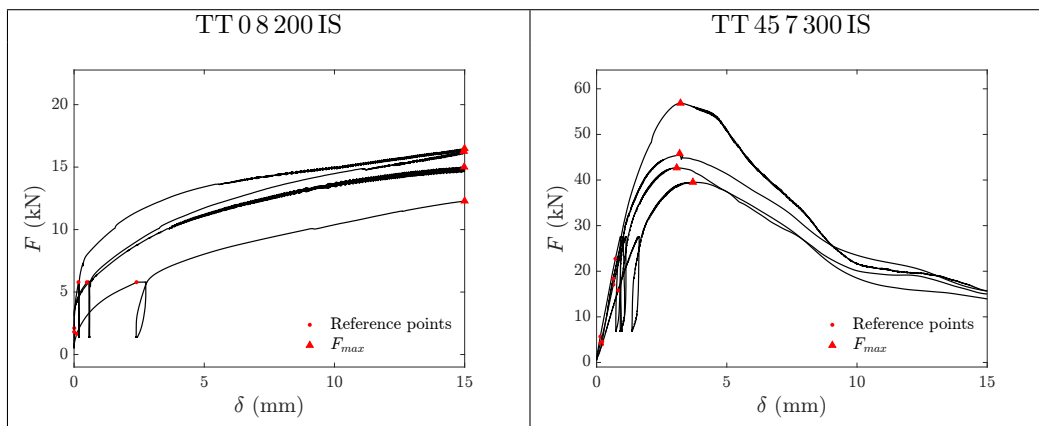 TT 0 8 200 IS
TT 45 7 300 IS
20
15
10
5
0
F (kN)
0 5 10 15
δ (mm)
Reference points
F_max
60
50
40
30
20
10
0
F (kN)
0 5 10 15
δ (mm)
Reference points
F_max